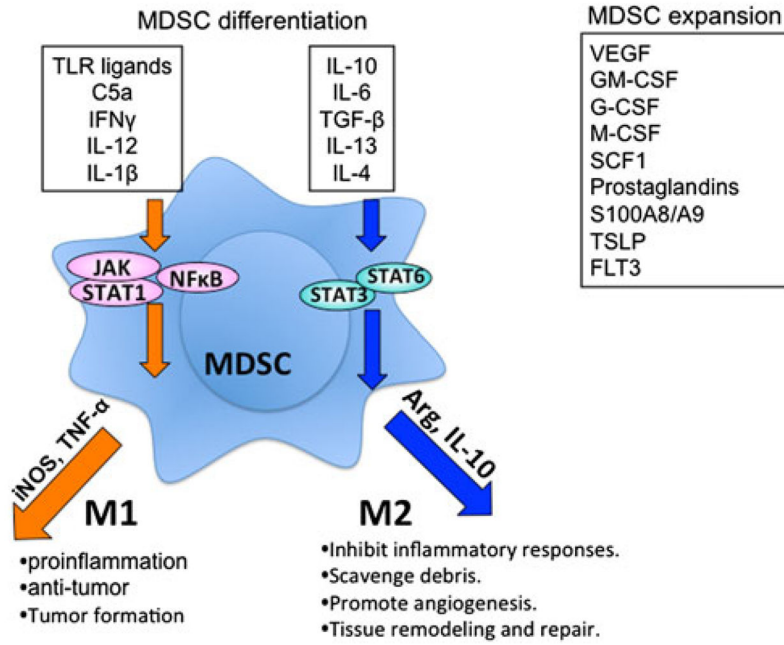 MDSC differentiation
TLR ligands
C5a
IFNγ
IL-12
IL-1β
IL-10
IL-6
TGF-β
IL-13
IL-4
MDSC expansion
VEGF
GM-CSF
G-CSF
M-CSF
SCF1
Prostaglandins
S100A8/A9
TSLP
FLT3
JAK
STAT1
NFκB
STAT3
STAT6
MDSC
iNOS, TNF-α
Arg, IL-10
M1
•proinflammation
•anti-tumor
•Tumor formation
M2
•Inhibit inflammatory responses.
•Scavenge debris.
•Promote angiogenesis.
•Tissue remodeling and repair.